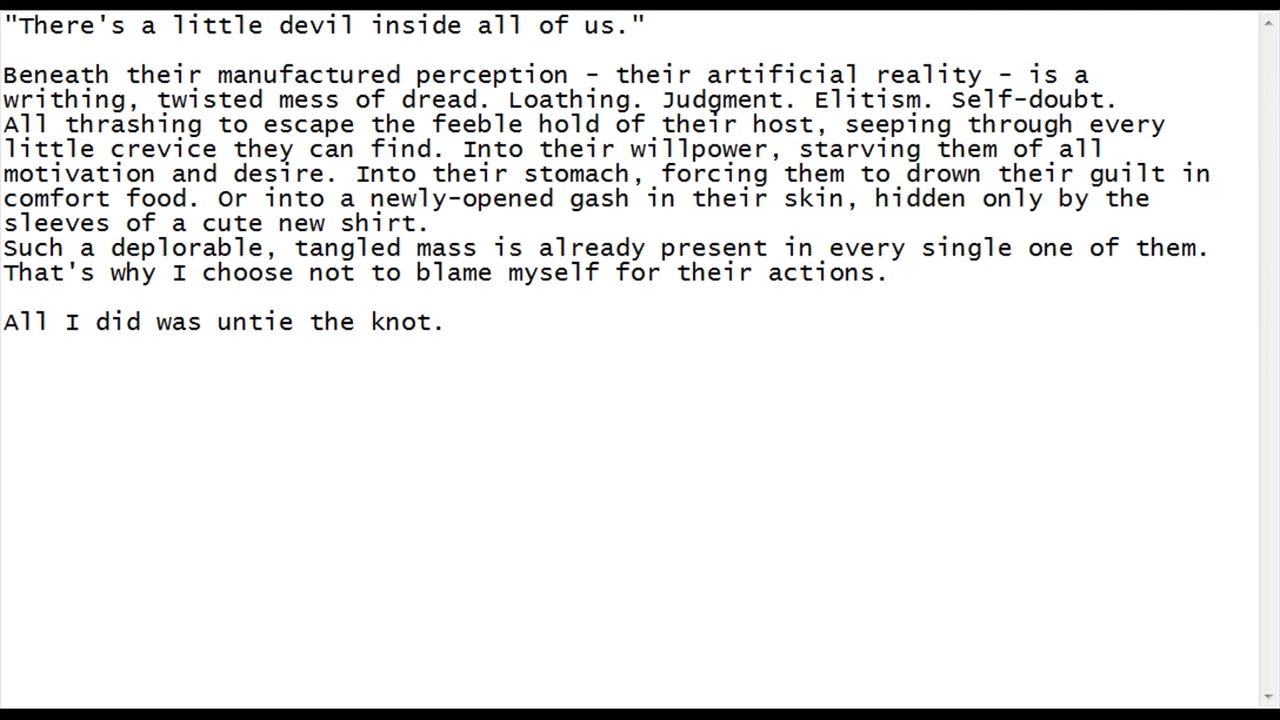 "There's a little devil inside all of us."
Beneath their manufactured perception - their artificial reality - is a
writhing, twisted mess of dread. Loathing. Judgment. Elitism. Self-doubt.
All thrashing to escape the feeble hold of their host, seeping through every
little crevice they can find. Into their willpower, starving them of all
motivation and desire. Into their stomach, forcing them to drown their guilt in
comfort food. Or into a newly-opened gash in their skin, hidden only by the
sleeves of a cute new shirt.
Such a deplorable, tangled mass is already present in every single one of them.
That's why I choose not to blame myself for their actions.
All I did was untie the knot.